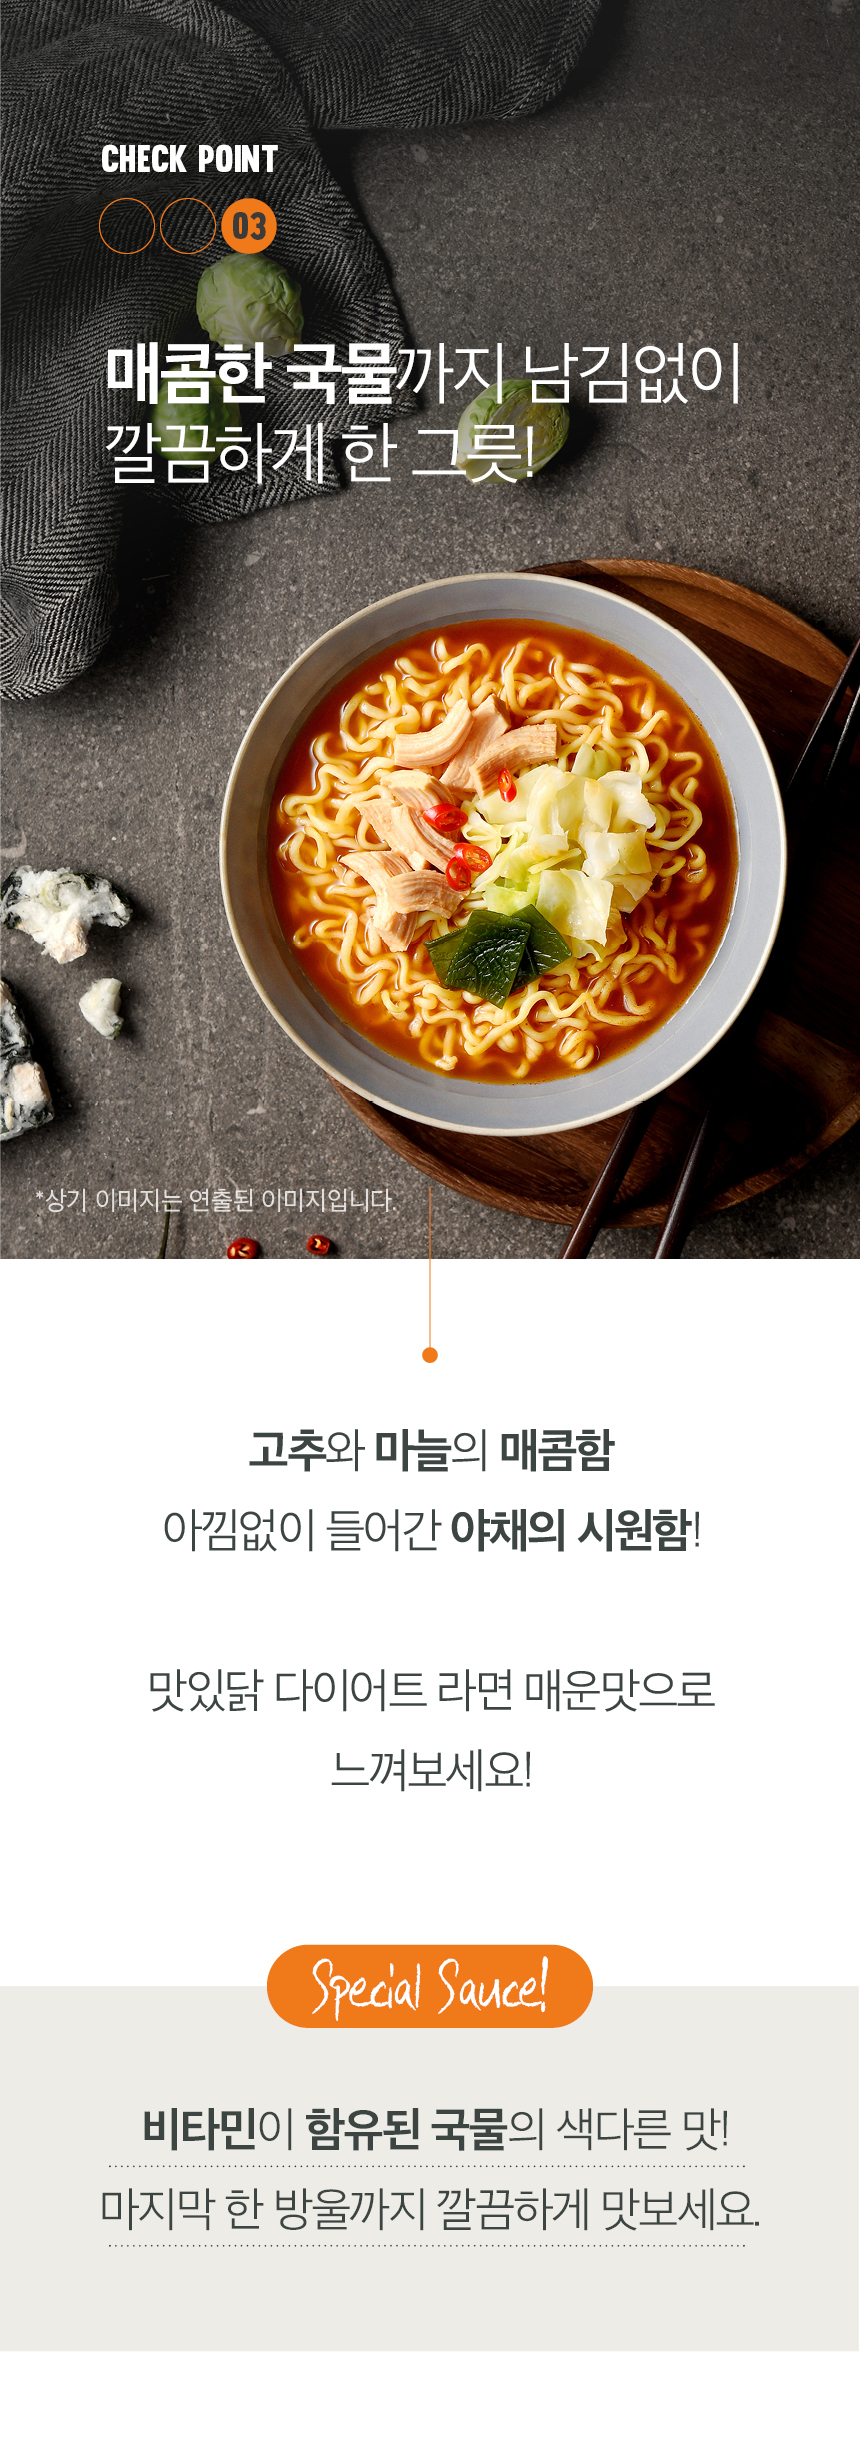 CHECK POINT
03
매콤한 국물까지 남김없이
깔끔하게 한 그릇!
*상기 이미지는 연출된 이미지입니다.
고추와 마늘의 매콤함
아낌없이 들어간 야채의 시원함!
맛있닭 다이어트 라면 매운맛으로
느껴보세요!
Special Sauce!
비타민이 함유된 국물의 색다른 맛!
마지막 한 방울까지 깔끔하게 맛보세요.